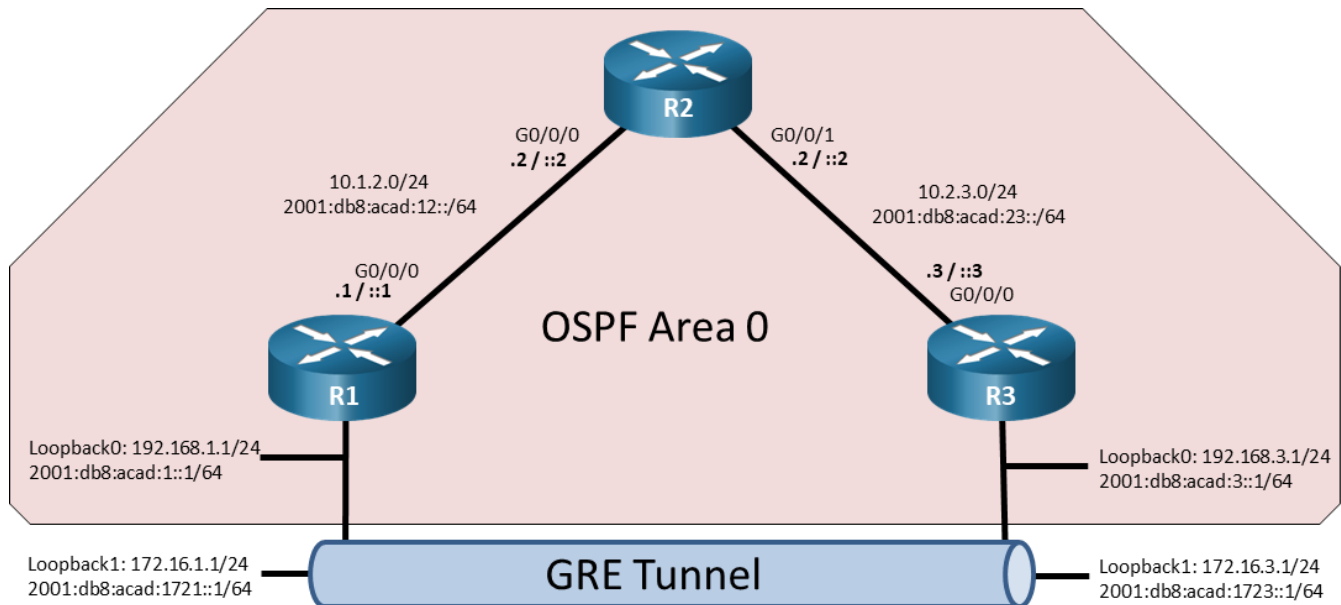 R2
G0/0/0
.2 / ::2
G0/0/1
.2 / ::2
10.1.2.0/24
2001:db8:acad:12::/64
10.2.3.0/24
2001:db8:acad:23::/64
G0/0/0
.1 / ::1
.3 / ::3
G0/0/0
OSPF Area 0
R1
R3
Loopback0: 192.168.1.1/24
2001:db8:acad:1::1/64
Loopback0: 192.168.3.1/24
2001:db8:acad:3::1/64
Loopback1: 172.16.1.1/24
2001:db8:acad:1721::1/64
GRE Tunnel
Loopback1: 172.16.3.1/24
2001:db8:acad:1723::1/64